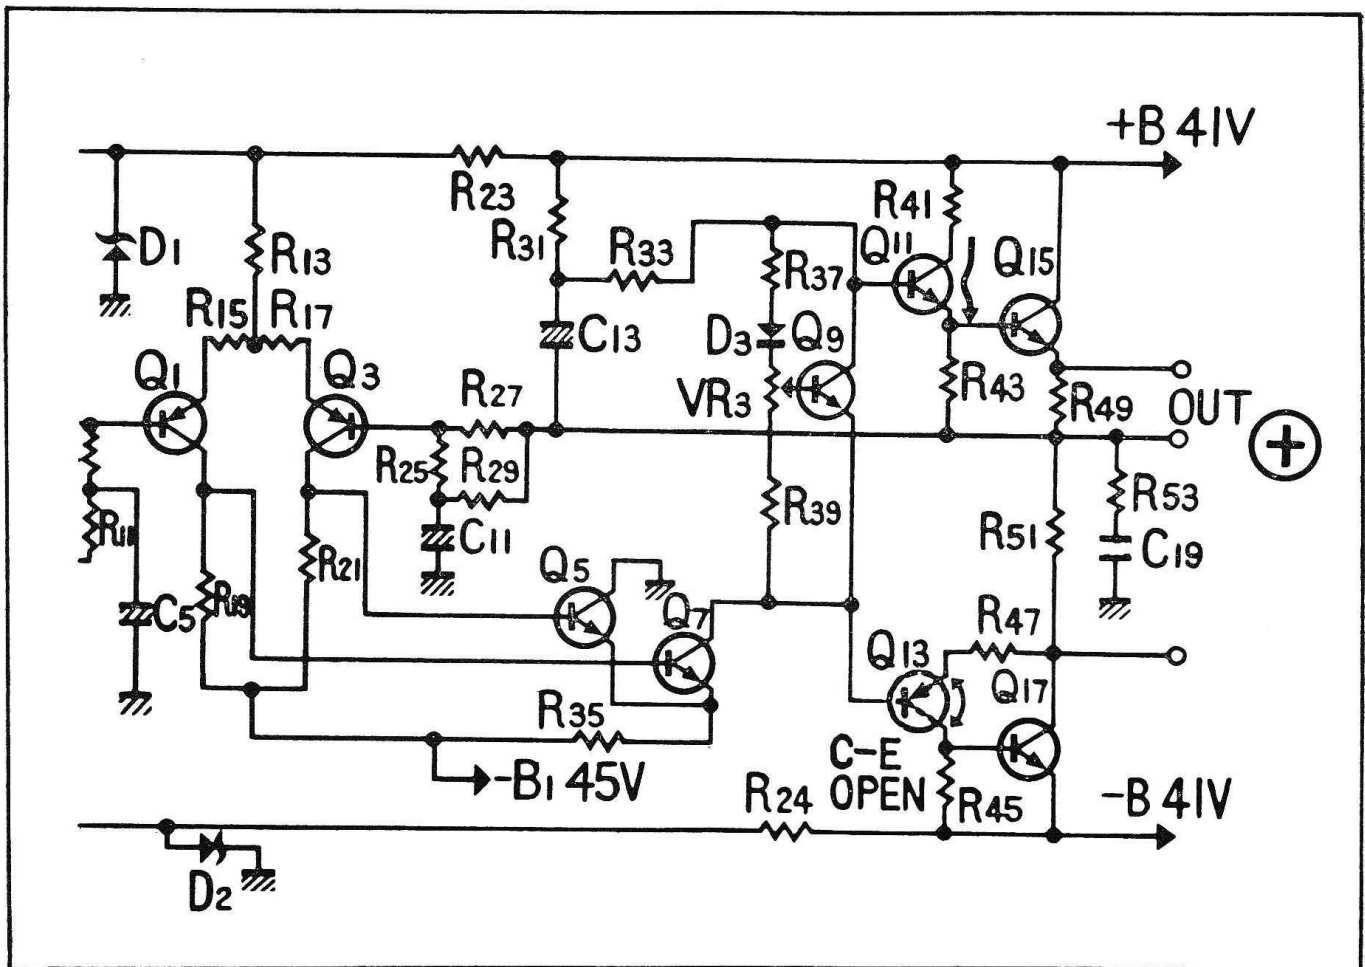 +B 41V
R23
R41
R31
R33
Q11
Q15
D1
R13
R37
R15
R17
C13
D3
Q9
Q1
Q3
R27
VR3
R43
R49
OUT
+
R25
R29
R53
R39
R11
C11
R51
C19
R21
Q5
C5
R19
Q7
Q13
R47
Q17
R35
C-E
OPEN
-B1 45V
R24
R45
-B 41V
D2